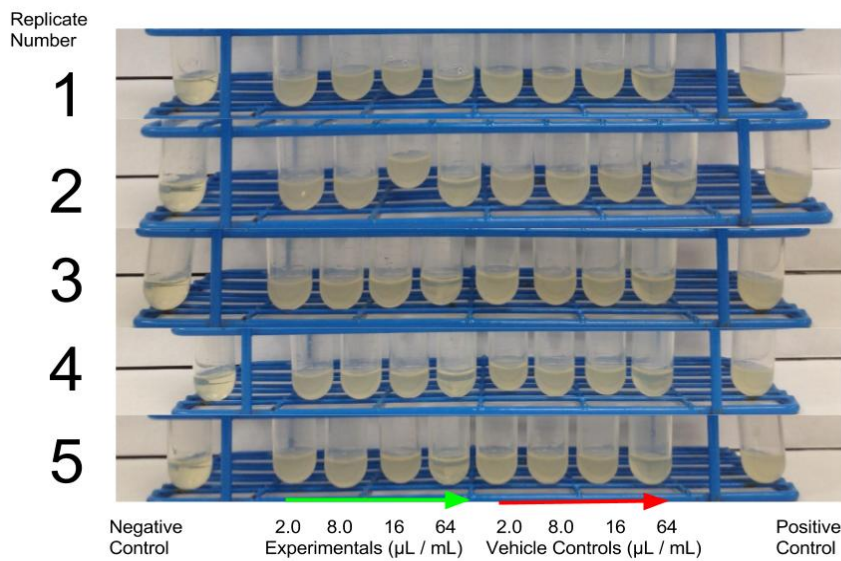 Replicate
Number
1
2
3
4
5
2.0 8.0 16 64 2.0 8.0 16 64
Negative Control
Experimentals (µL / mL) Vehicle Controls (µL / mL)
Positive Control